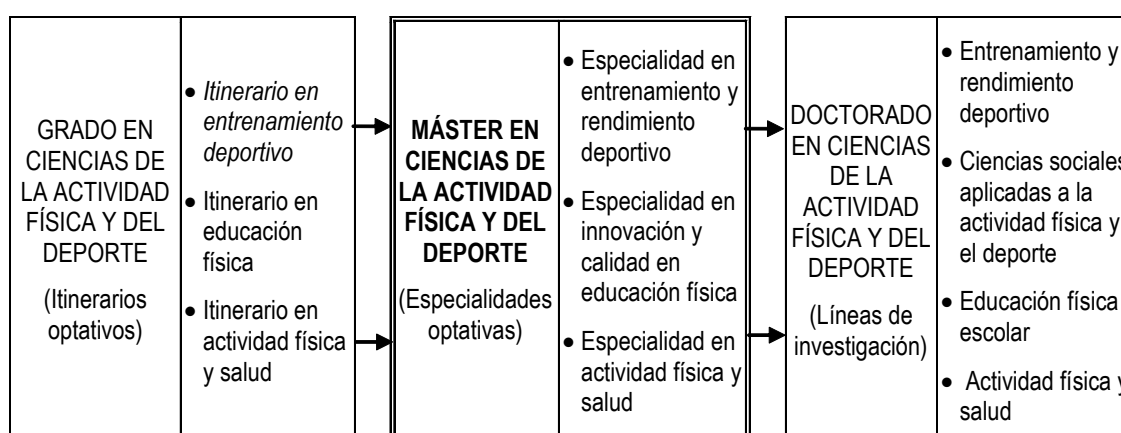 GRADO EN
CIENCIAS DE
LA ACTIVIDAD
FÍSICA Y DEL
DEPORTE
(Itinerarios
optativos)
• Itinerario en
entrenamiento
deportivo
• Itinerario en
educación
física
• Itinerario en
actividad física
y salud
MÁSTER EN
CIENCIAS DE
LA ACTIVIDAD
FÍSICA Y DEL
DEPORTE
(Especialidades
optativas)
• Especialidad en
entrenamiento y
rendimiento
deportivo
• Especialidad en
innovación y
calidad en
educación física
• Especialidad en
actividad física y
salud
DOCTORADO
EN CIENCIAS
DE LA
ACTIVIDAD
FÍSICA Y DEL
DEPORTE
(Líneas de
investigación)
• Entrenamiento y
rendimiento
deportivo
• Ciencias sociales
aplicadas a la
actividad física y
el deporte
• Educación física
escolar
• Actividad física y
salud